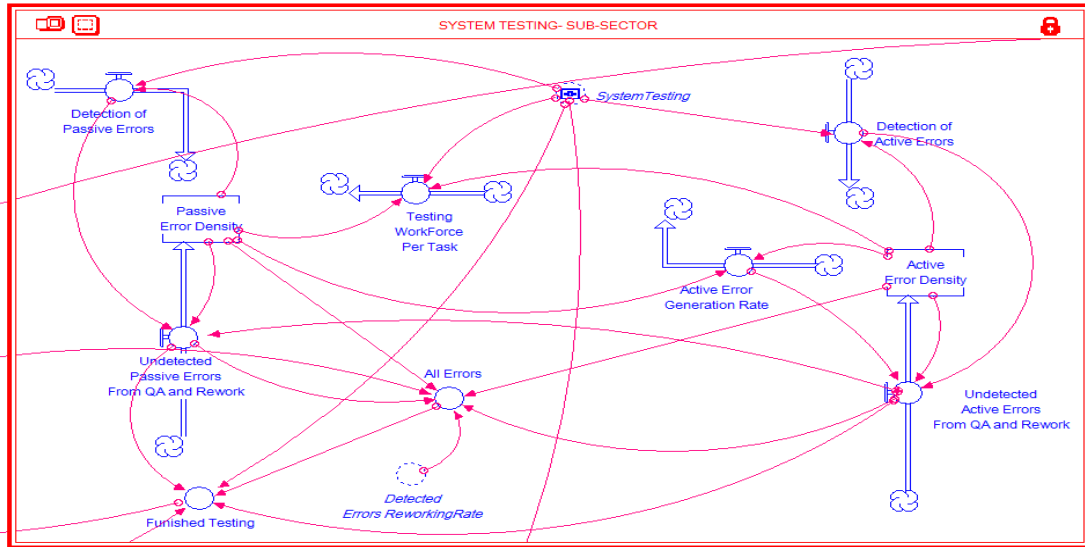 SYSTEM TESTING- SUB-SECTOR
SystemTesting
Detection of
Passive Errors
Detection of
Active Errors
Passive
Error Density
Testing
WorkForce
Per Task
Active Error
Generation Rate
Active
Error Density
Undetected
Passive Errors
From QA and Rework
All Errors
Undetected
Active Errors
From QA and Rework
Detected
Errors ReworkingRate
Funished Testing